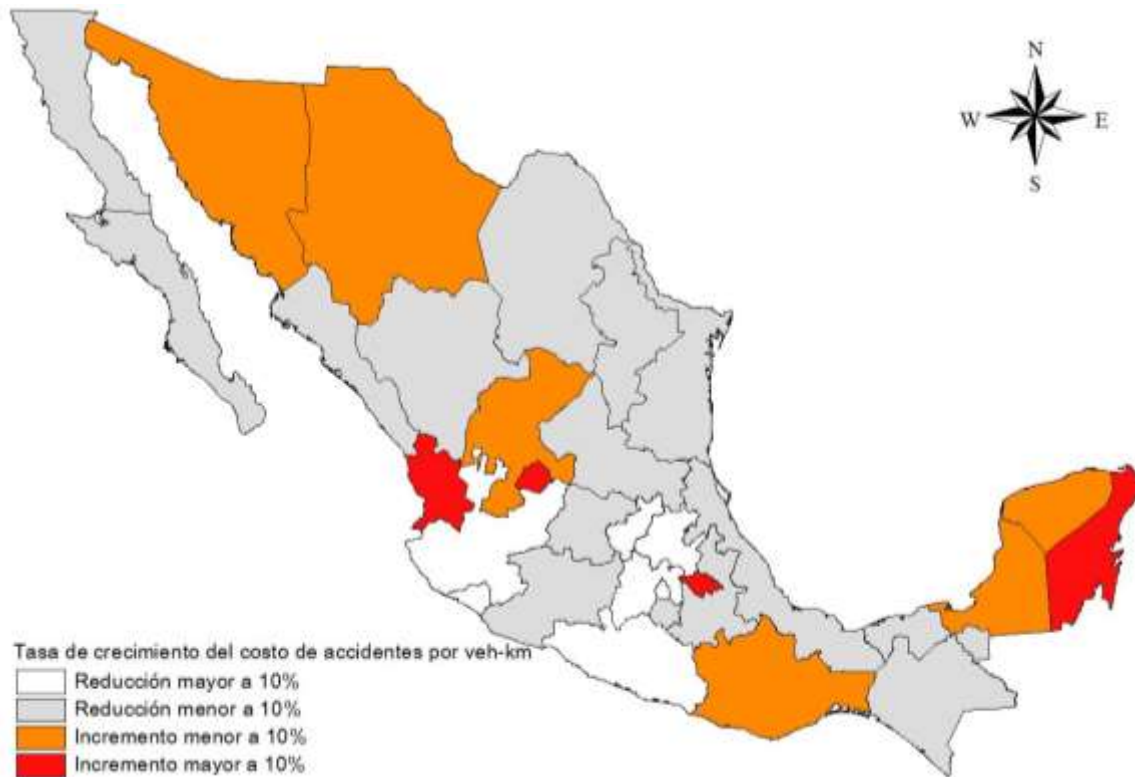 N
W E
S
Tasa de crecimiento del costo de accidentes por veh-km
Reducción mayor a 10%
Reducción menor a 10%
Incremento menor a 10%
Incremento mayor a 10%